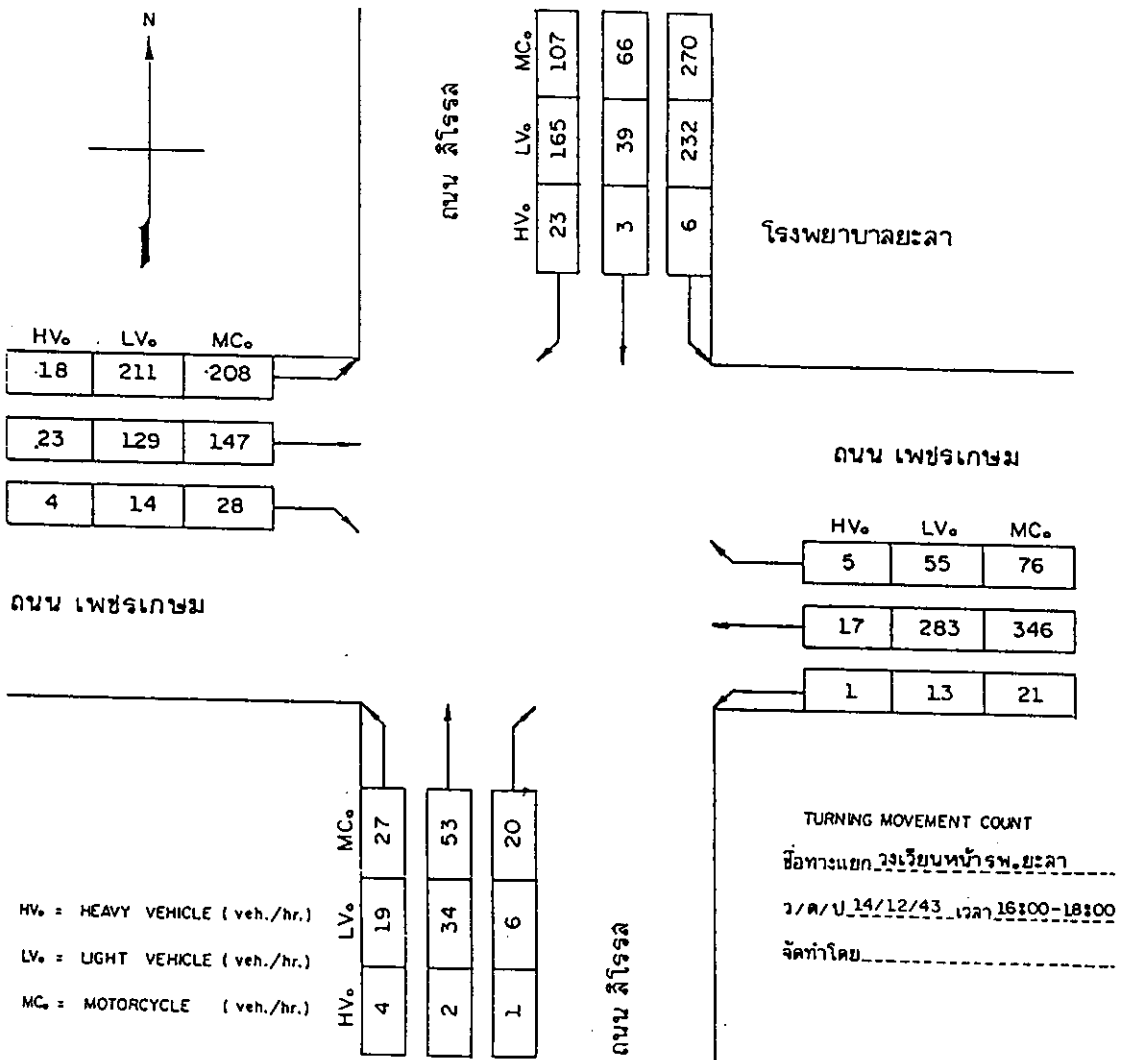 N
ถนน สิโรรส
MC. 107 66 270
LV. 165 39 232
HV. 23 3 6
โรงพยาบาลยะลา
HV. LV. MC.
18 211 208
23 129 147
4 14 28
ถนน เพชรเกษม
ถนน เพชรเกษม
HV. LV. MC.
5 55 76
17 283 346
1 13 21
MC. 27 53 20
LV. 19 34 6
HV. 4 2 1
ถนน สิโรรส
HV. = HEAVY VEHICLE ( veh./hr.)
LV. = LIGHT VEHICLE ( veh./hr.)
MC. = MOTORCYCLE ( veh./hr.)
TURNING MOVEMENT COUNT
ชื่อทางแยก วงเวียนหน้ารพ.ยะลา
ว/ด/ป 14/12/43 เวลา 16:00-18:00
จัดทำโดย